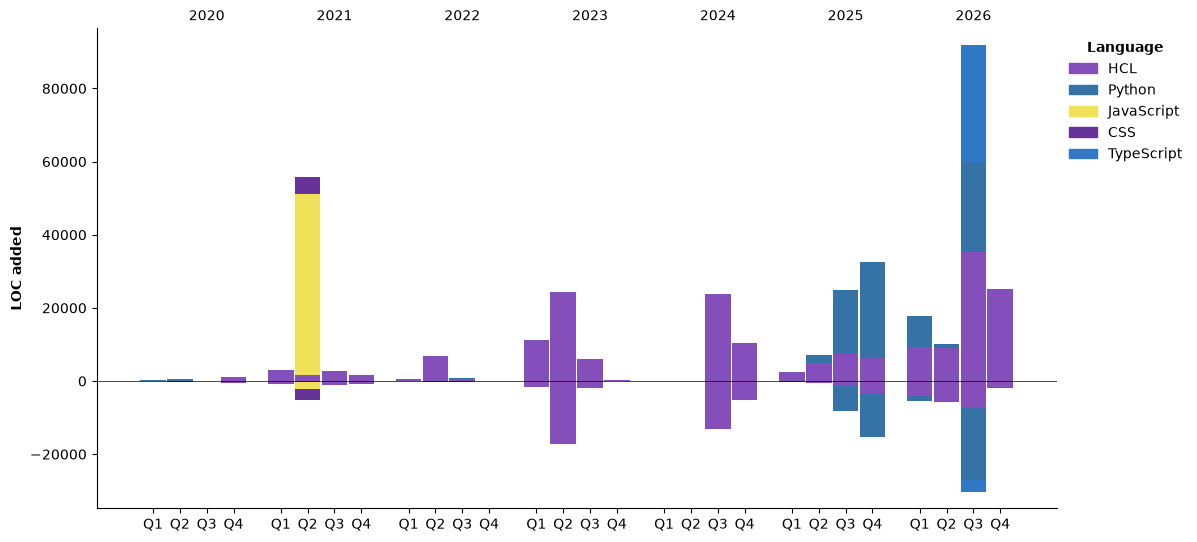 2020 2021 2022 2023 2024 2025 2026
Language
HCL
Python
JavaScript
CSS
TypeScript
LOC added
80000
60000
40000
20000
0
−20000
Q1 Q2 Q3 Q4 Q1 Q2 Q3 Q4 Q1 Q2 Q3 Q4 Q1 Q2 Q3 Q4 Q1 Q2 Q3 Q4 Q1 Q2 Q3 Q4 Q1 Q2 Q3 Q4